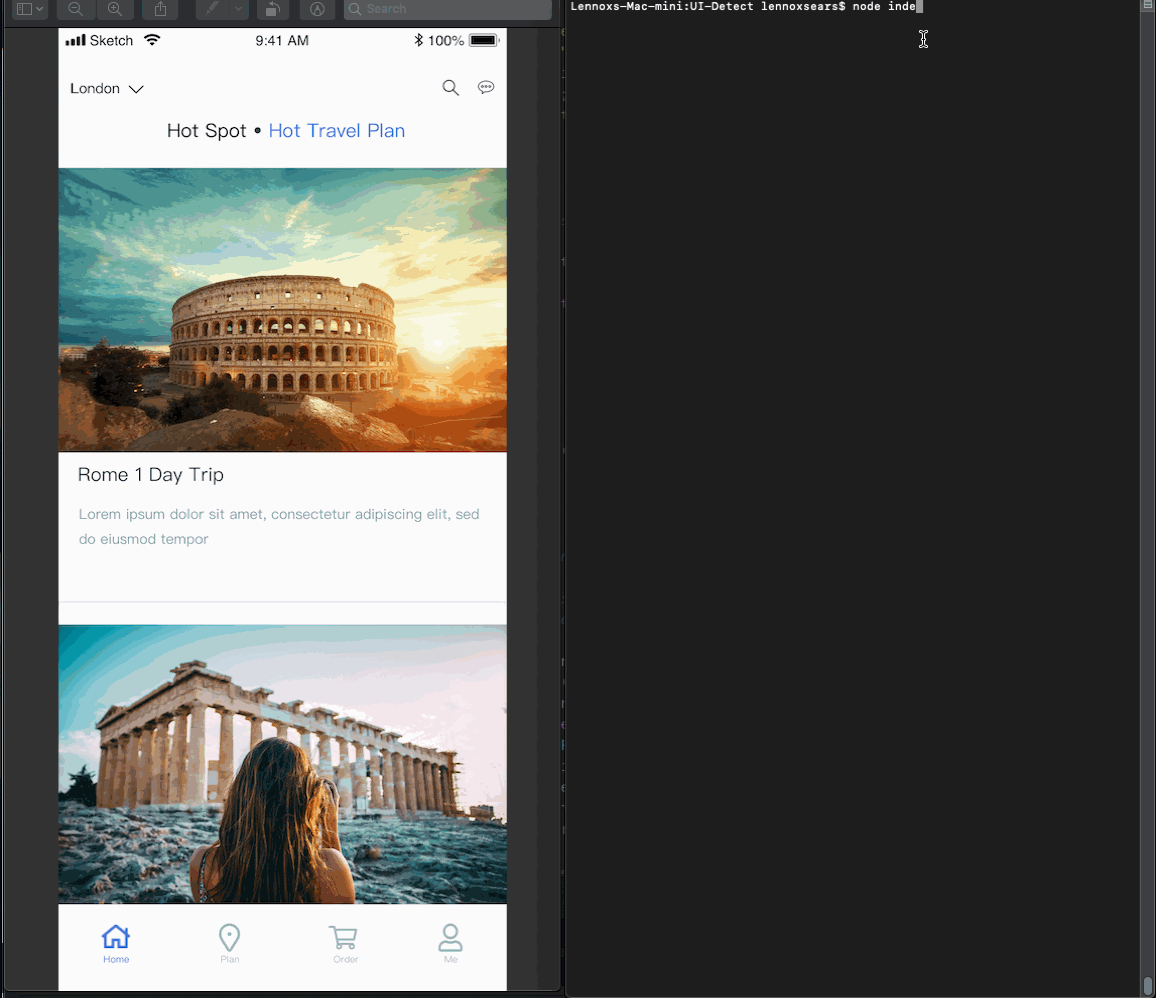 Search
Lennoxs-Mac-mini:UI-Detect lennoxsears$ node inde
Sketch 9:41 AM 100%
London
Hot Spot • Hot Travel Plan
Rome 1 Day Trip
Lorem ipsum dolor sit amet, consectetur adipiscing elit, sed
do eiusmod tempor
Home Plan Order Me